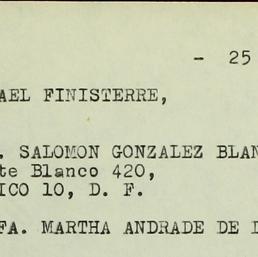 - 25
AEL FINISTERRE,
. SALOMON GONZALEZ BLAN
te Blanco 420,
ICO 10, D. F.
FA. MARTHA ANDRADE DE